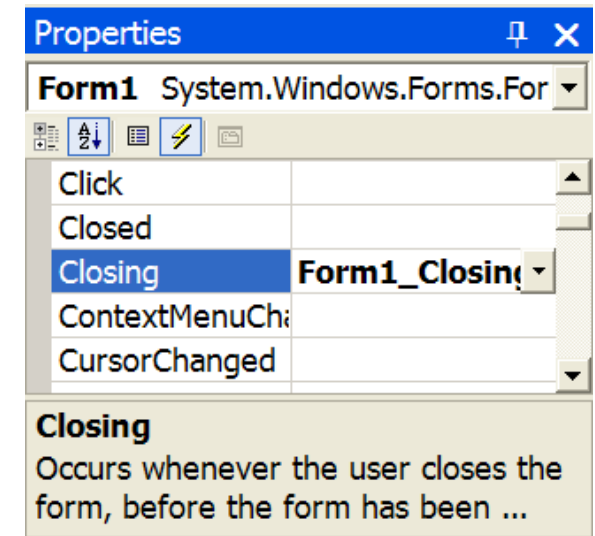 Properties
Form1 System.Windows.Forms.For
Click
Closed
Closing Form1_Closing
ContextMenuCha
CursorChanged
Closing
Occurs whenever the user closes the
form, before the form has been ...